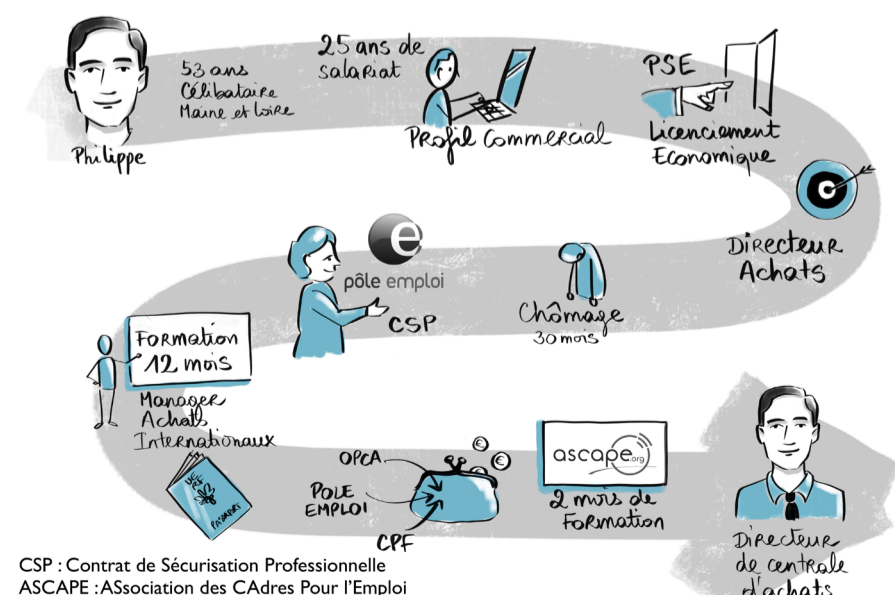 Philippe
53 ans
Célibataire
Maine et Loire
25 ans de
salariat
Profil Commercial
PSE
Licenciement
Economique
Directeur
Achats
Chômage
30 mois
e
pôle emploi
CSP
Formation
12 mois
Manager
Achats
Internationaux
PASSPORT
OPCA
POLE
EMPLOI
CPF
ascape.org
2 mois de
Formation
Directeur
de centrale
d'achats
CSP : Contrat de Sécurisation Professionnelle
ASCAPE : ASsociation des CAdres Pour l'Emploi